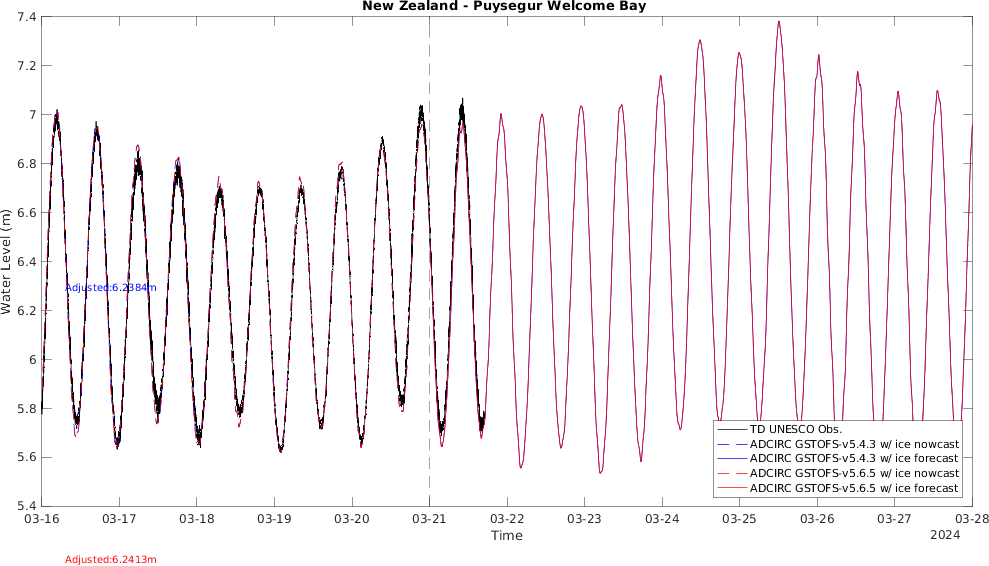 New Zealand - Puysegur Welcome Bay
7.4
7.2
7
6.8
6.6
6.4
6.2
6
5.8
5.6
5.4
Water Level (m)
Adjusted:6.2384m
TD UNESCO Obs.
ADCIRC GSTOFS-v5.4.3 w/ ice nowcast
ADCIRC GSTOFS-v5.4.3 w/ ice forecast
ADCIRC GSTOFS-v5.6.5 w/ ice nowcast
ADCIRC GSTOFS-v5.6.5 w/ ice forecast
03-16 03-17 03-18 03-19 03-20 03-21 03-22 03-23 03-24 03-25 03-26 03-27 03-28
Time
2024
Adjusted:6.2413m